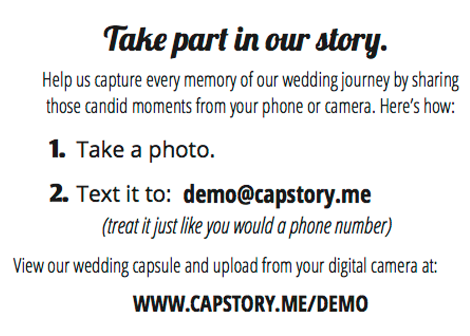 Take part in our story.
Help us capture every memory of our wedding journey by sharing
those candid moments from your phone or camera. Here's how:
1. Take a photo.
2. Text it to: demo@capstory.me
(treat it just like you would a phone number)
View our wedding capsule and upload from your digital camera at:
WWW.CAPSTORY.ME/DEMO